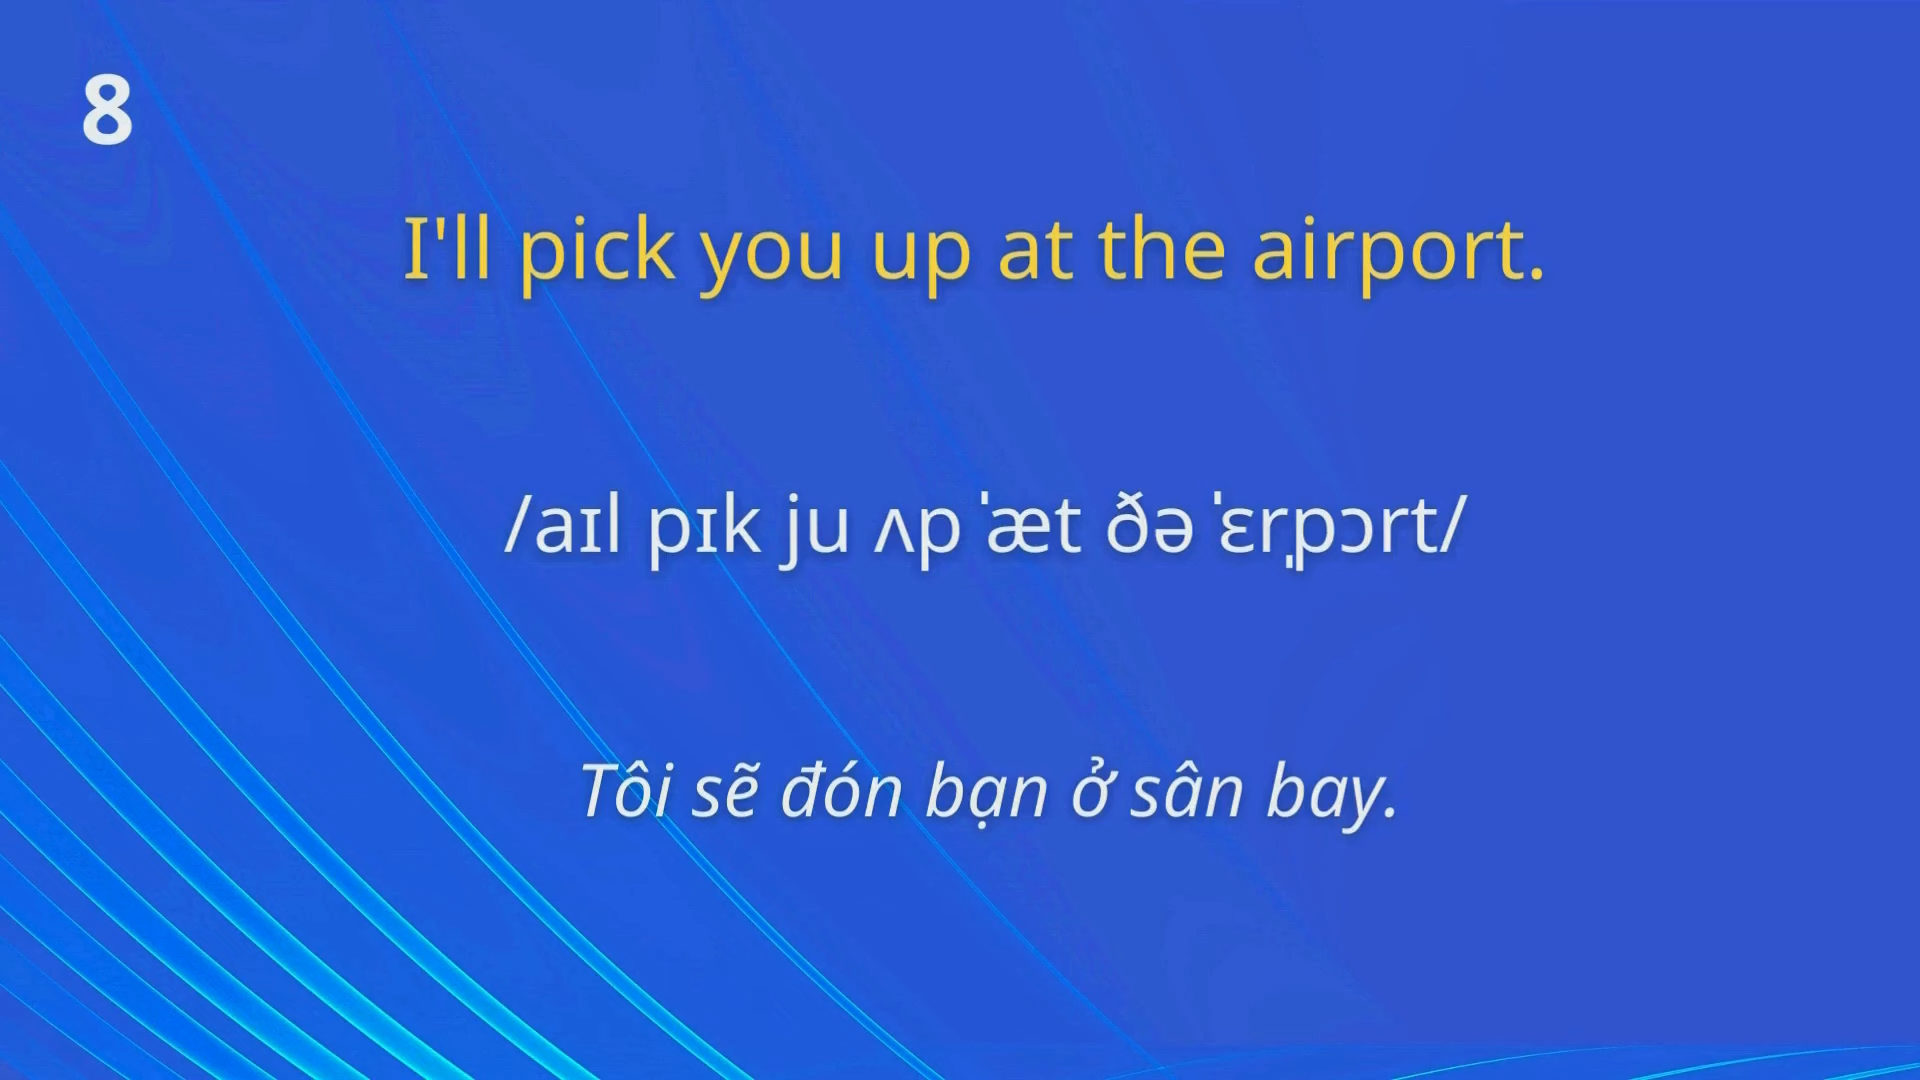 8
I'll pick you up at the airport.
/aɪl pɪk ju ʌp ˈæt ðə ˈɛrˌpɔrt/
Tôi sẽ đón bạn ở sân bay.